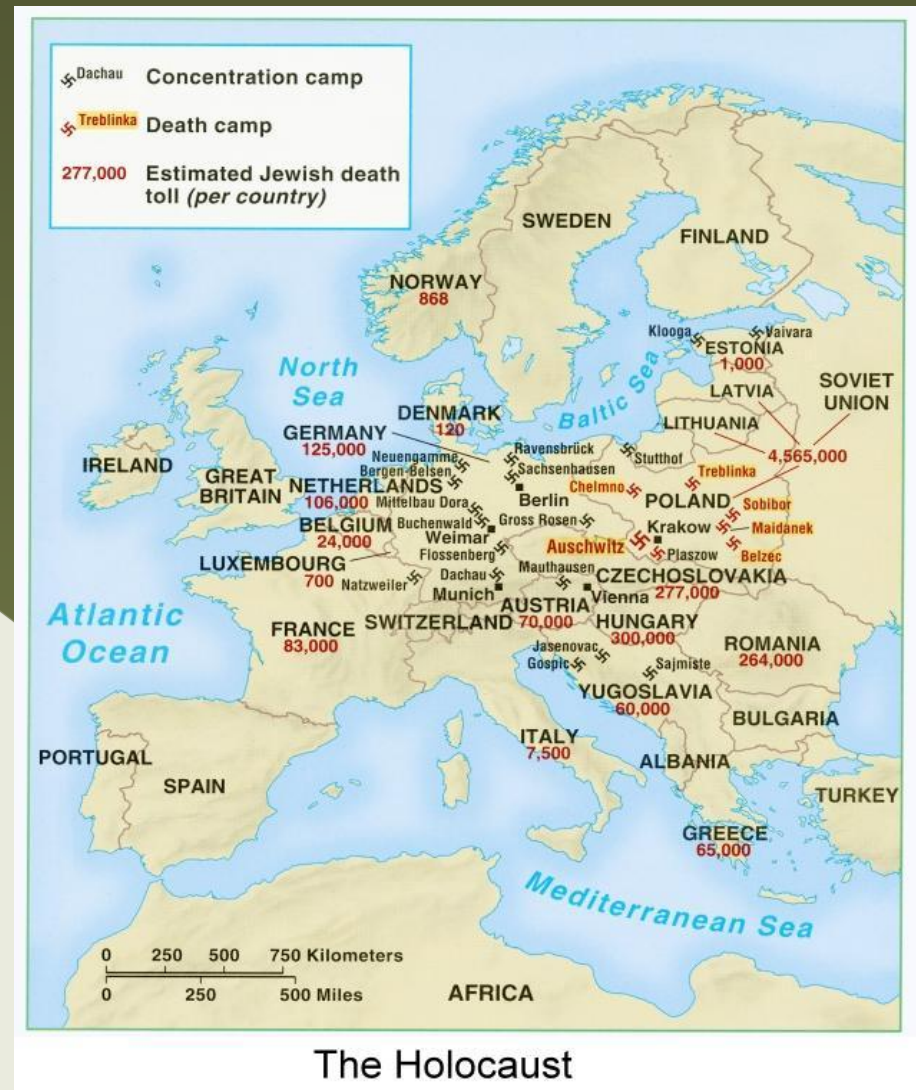 Dachau Concentration camp
Treblinka Death camp
277,000 Estimated Jewish death
toll (per country)
SWEDEN
FINLAND
NORWAY
868
Klooga
Vaivara
ESTONIA
1,000
North
Sea
Baltic Sea
LATVIA
SOVIET
UNION
DENMARK
120
LITHUANIA
GERMANY
125,000
4,565,000
IRELAND
GREAT
BRITAIN
Neuengamme
Bergen-Belsen
Ravensbrück
Sachsenhausen
Stutthof
Treblinka
Chelmno
NETHERLANDS
106,000
Berlin
POLAND
Sobibor
Mittelbau Dora
BELGIUM
24,000
Buchenwald
Weimar
Gross Rosen
Krakow
Maidanek
Flossenberg
Auschwitz
Plaszow
Belzec
LUXEMBOURG
700
Natzweiler
Dachau
Munich
Mauthausen
Vienna
CZECHOSLOVAKIA
277,000
Atlantic
Ocean
FRANCE
83,000
SWITZERLAND
AUSTRIA
70,000
HUNGARY
300,000
ROMANIA
264,000
Jasenovac
Gospic
Sajmiste
YUGOSLAVIA
60,000
BULGARIA
ITALY
7,500
PORTUGAL
SPAIN
ALBANIA
TURKEY
GREECE
65,000
Mediterranean Sea
0 250 500 750 Kilometers
0 250 500 Miles
AFRICA
The Holocaust